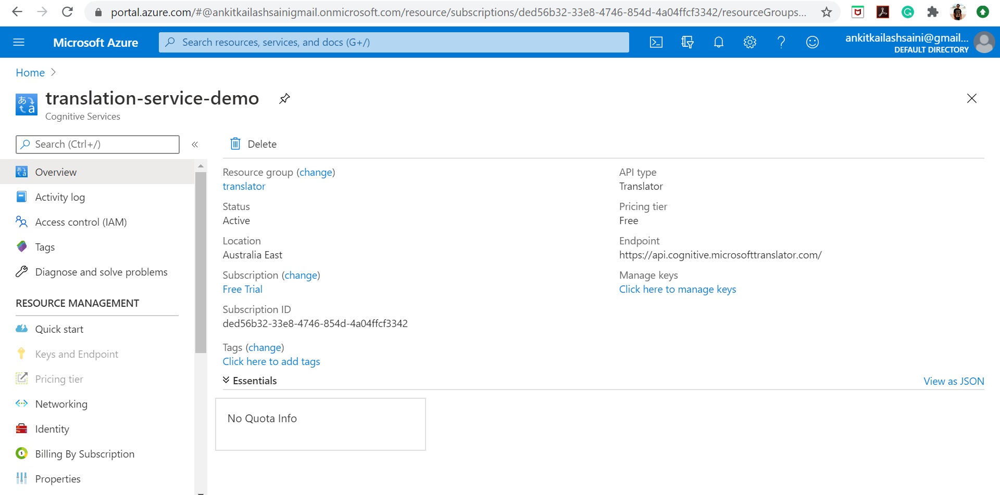 portal.azure.com/#@ankitkailashsainigmail.onmicrosoft.com/resource/subscriptions/ded56b32-33e8-4746-854d-4a04ffcf3342/resourceGroups...
Microsoft Azure
Search resources, services, and docs (G+/)
ankitkailashsaini@gmail...
DEFAULT DIRECTORY
Home
translation-service-demo
Cognitive Services
Search (Ctrl+/)
«
Overview
Activity log
Access control (IAM)
Tags
Diagnose and solve problems
RESOURCE MANAGEMENT
Quick start
Keys and Endpoint
Pricing tier
Networking
Identity
Billing By Subscription
Properties
Delete
Resource group (change)
translator
Status
Active
Location
Australia East
Subscription (change)
Free Trial
Subscription ID
ded56b32-33e8-4746-854d-4a04ffcf3342
Tags (change)
Click here to add tags
API type
Translator
Pricing tier
Free
Endpoint
https://api.cognitive.microsofttranslator.com/
Manage keys
Click here to manage keys
Essentials
View as JSON
No Quota Info